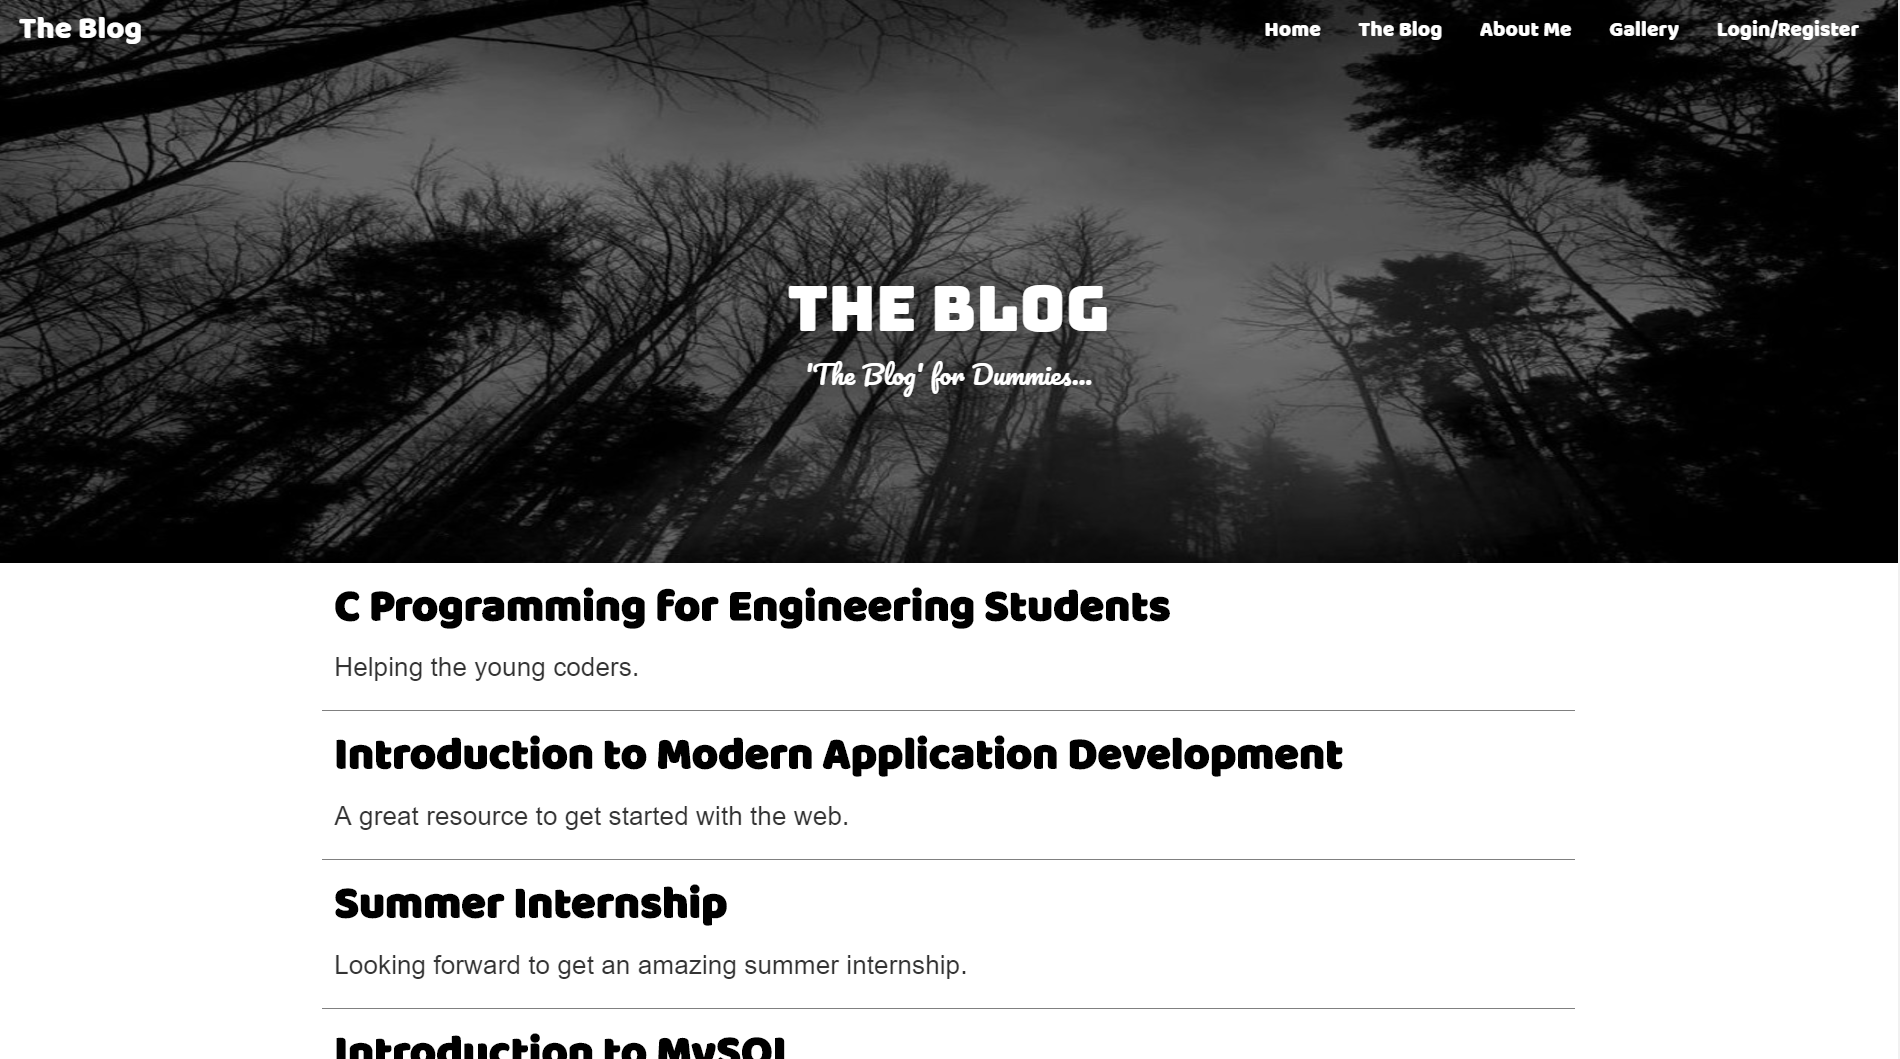 The Blog
Home The Blog About Me Gallery Login/Register
THE BLOG
'The Blog' for Dummies...
C Programming for Engineering Students
Helping the young coders.
Introduction to Modern Application Development
A great resource to get started with the web.
Summer Internship
Looking forward to get an amazing summer internship.
Introduction to MySQL